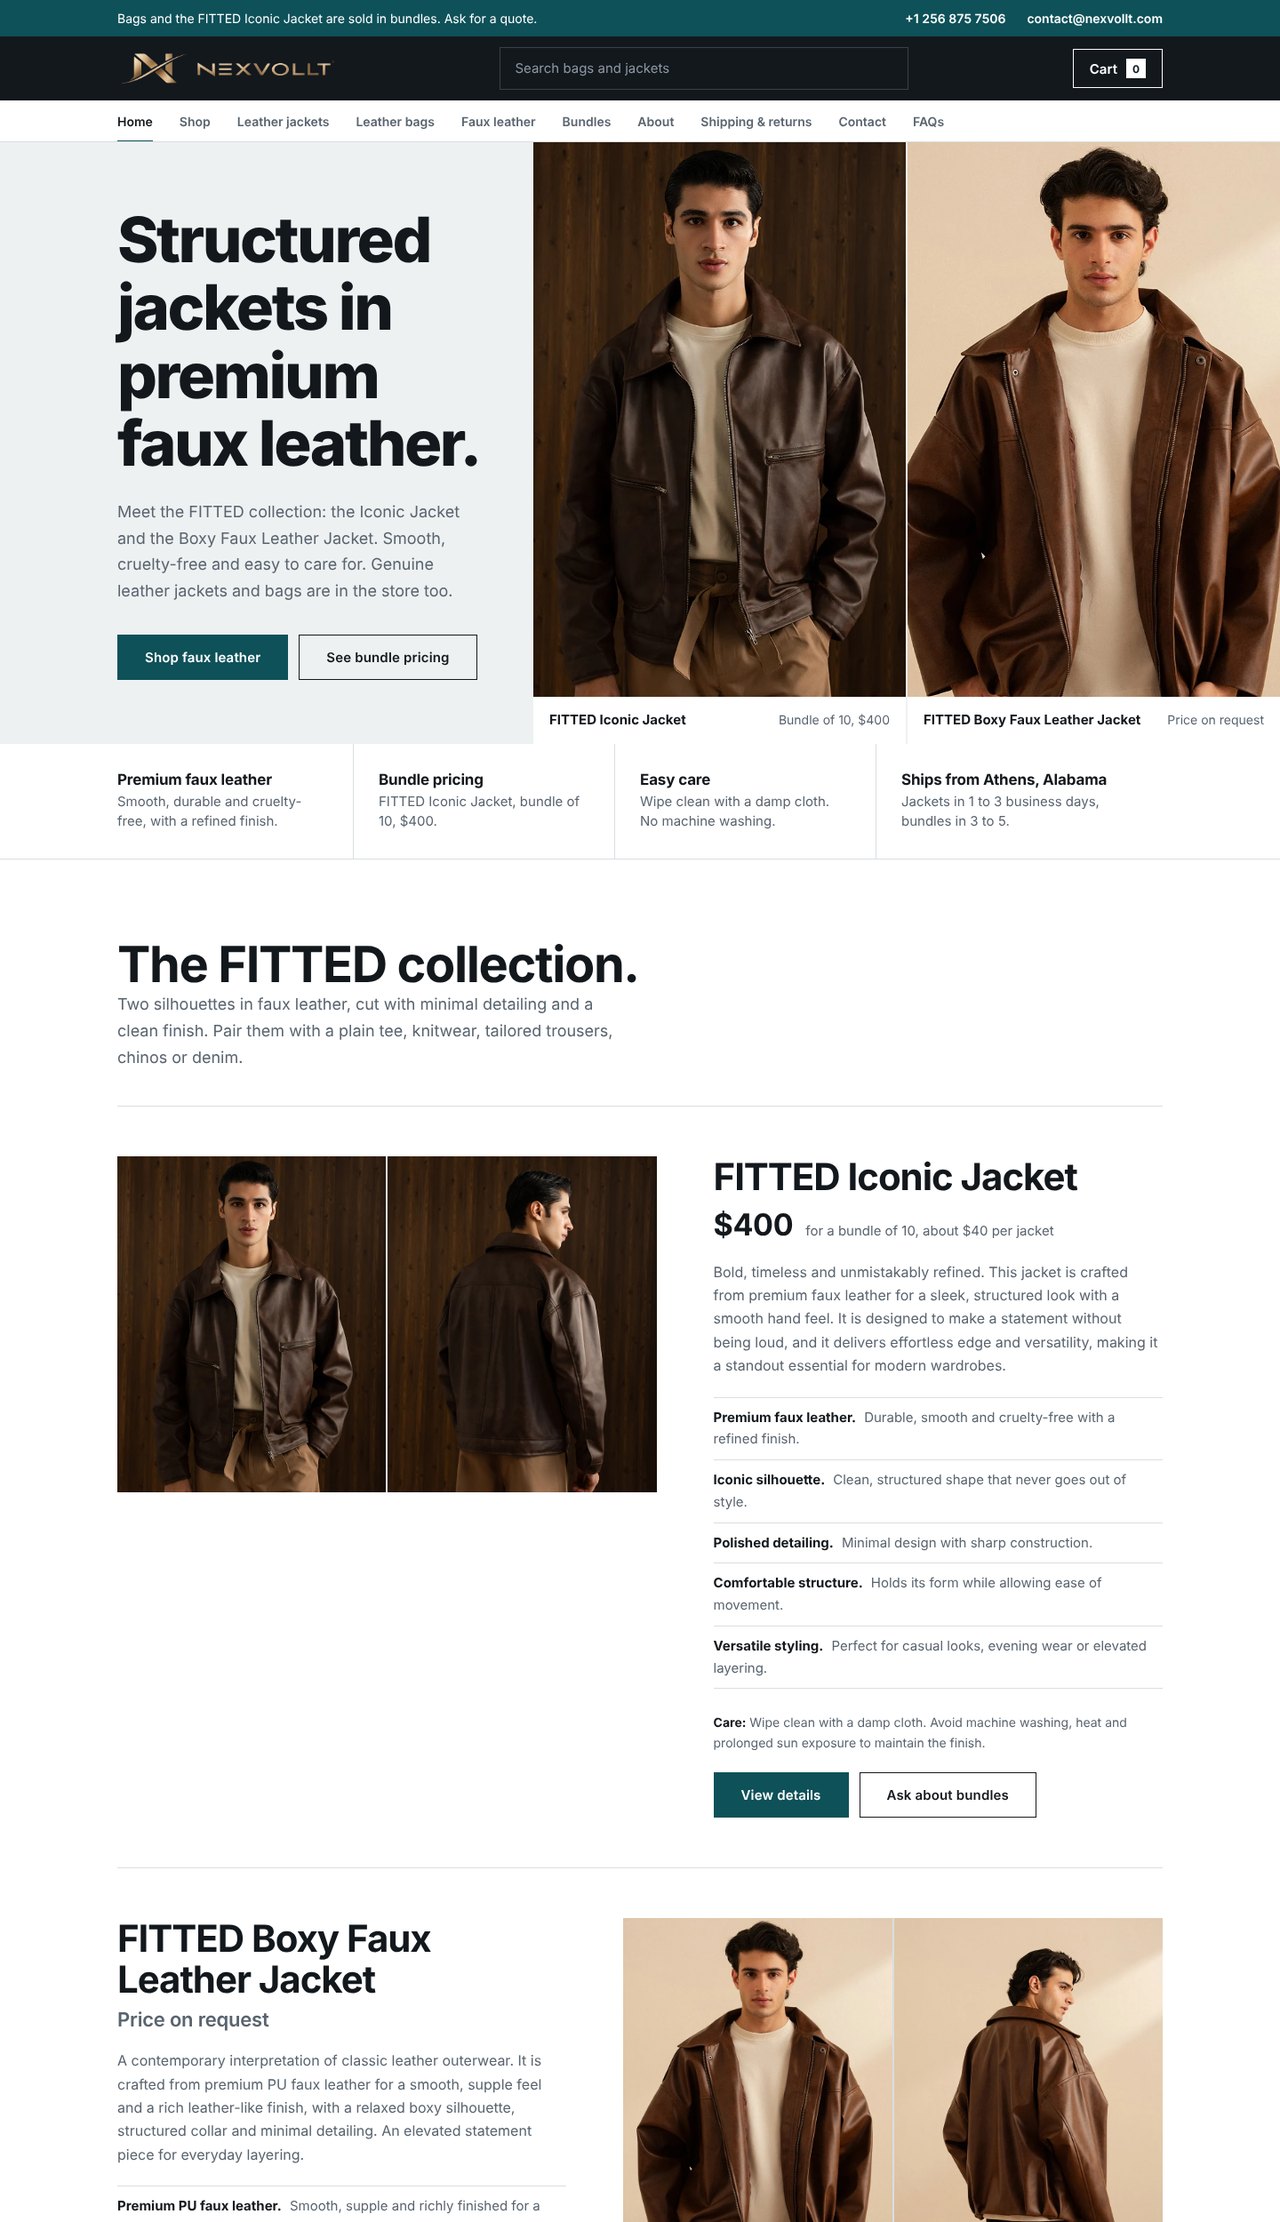 Bags and the FITTED Iconic Jacket are sold in bundles. Ask for a quote.
+1 256 875 7506
contact@nexvollt.com
NEXVOLLT
Search bags and jackets
Cart 0
Home
Shop
Leather jackets
Leather bags
Faux leather
Bundles
About
Shipping & returns
Contact
FAQs
Structured
jackets in
premium
faux leather.
Meet the FITTED collection: the Iconic Jacket
and the Boxy Faux Leather Jacket. Smooth,
cruelty-free and easy to care for. Genuine
leather jackets and bags are in the store too.
Shop faux leather
See bundle pricing
FITTED Iconic Jacket
Bundle of 10, $400
FITTED Boxy Faux Leather Jacket
Price on request
Premium faux leather
Smooth, durable and cruelty-
free, with a refined finish.
Bundle pricing
FITTED Iconic Jacket, bundle of
10, $400.
Easy care
Wipe clean with a damp cloth.
No machine washing.
Ships from Athens, Alabama
Jackets in 1 to 3 business days,
bundles in 3 to 5.
The FITTED collection.
Two silhouettes in faux leather, cut with minimal detailing and a
clean finish. Pair them with a plain tee, knitwear, tailored trousers,
chinos or denim.
FITTED Iconic Jacket
$400 for a bundle of 10, about $40 per jacket
Bold, timeless and unmistakably refined. This jacket is crafted
from premium faux leather for a sleek, structured look with a
smooth hand feel. It is designed to make a statement without
being loud, and it delivers effortless edge and versatility, making it
a standout essential for modern wardrobes.
Premium faux leather. Durable, smooth and cruelty-free with a
refined finish.
Iconic silhouette. Clean, structured shape that never goes out of
style.
Polished detailing. Minimal design with sharp construction.
Comfortable structure. Holds its form while allowing ease of
movement.
Versatile styling. Perfect for casual looks, evening wear or elevated
layering.
Care: Wipe clean with a damp cloth. Avoid machine washing, heat and
prolonged sun exposure to maintain the finish.
View details
Ask about bundles
FITTED Boxy Faux
Leather Jacket
Price on request
A contemporary interpretation of classic leather outerwear. It is
crafted from premium PU faux leather for a smooth, supple feel
and a rich leather-like finish, with a relaxed boxy silhouette,
structured collar and minimal detailing. An elevated statement
piece for everyday layering.
Premium PU faux leather. Smooth, supple and richly finished for a